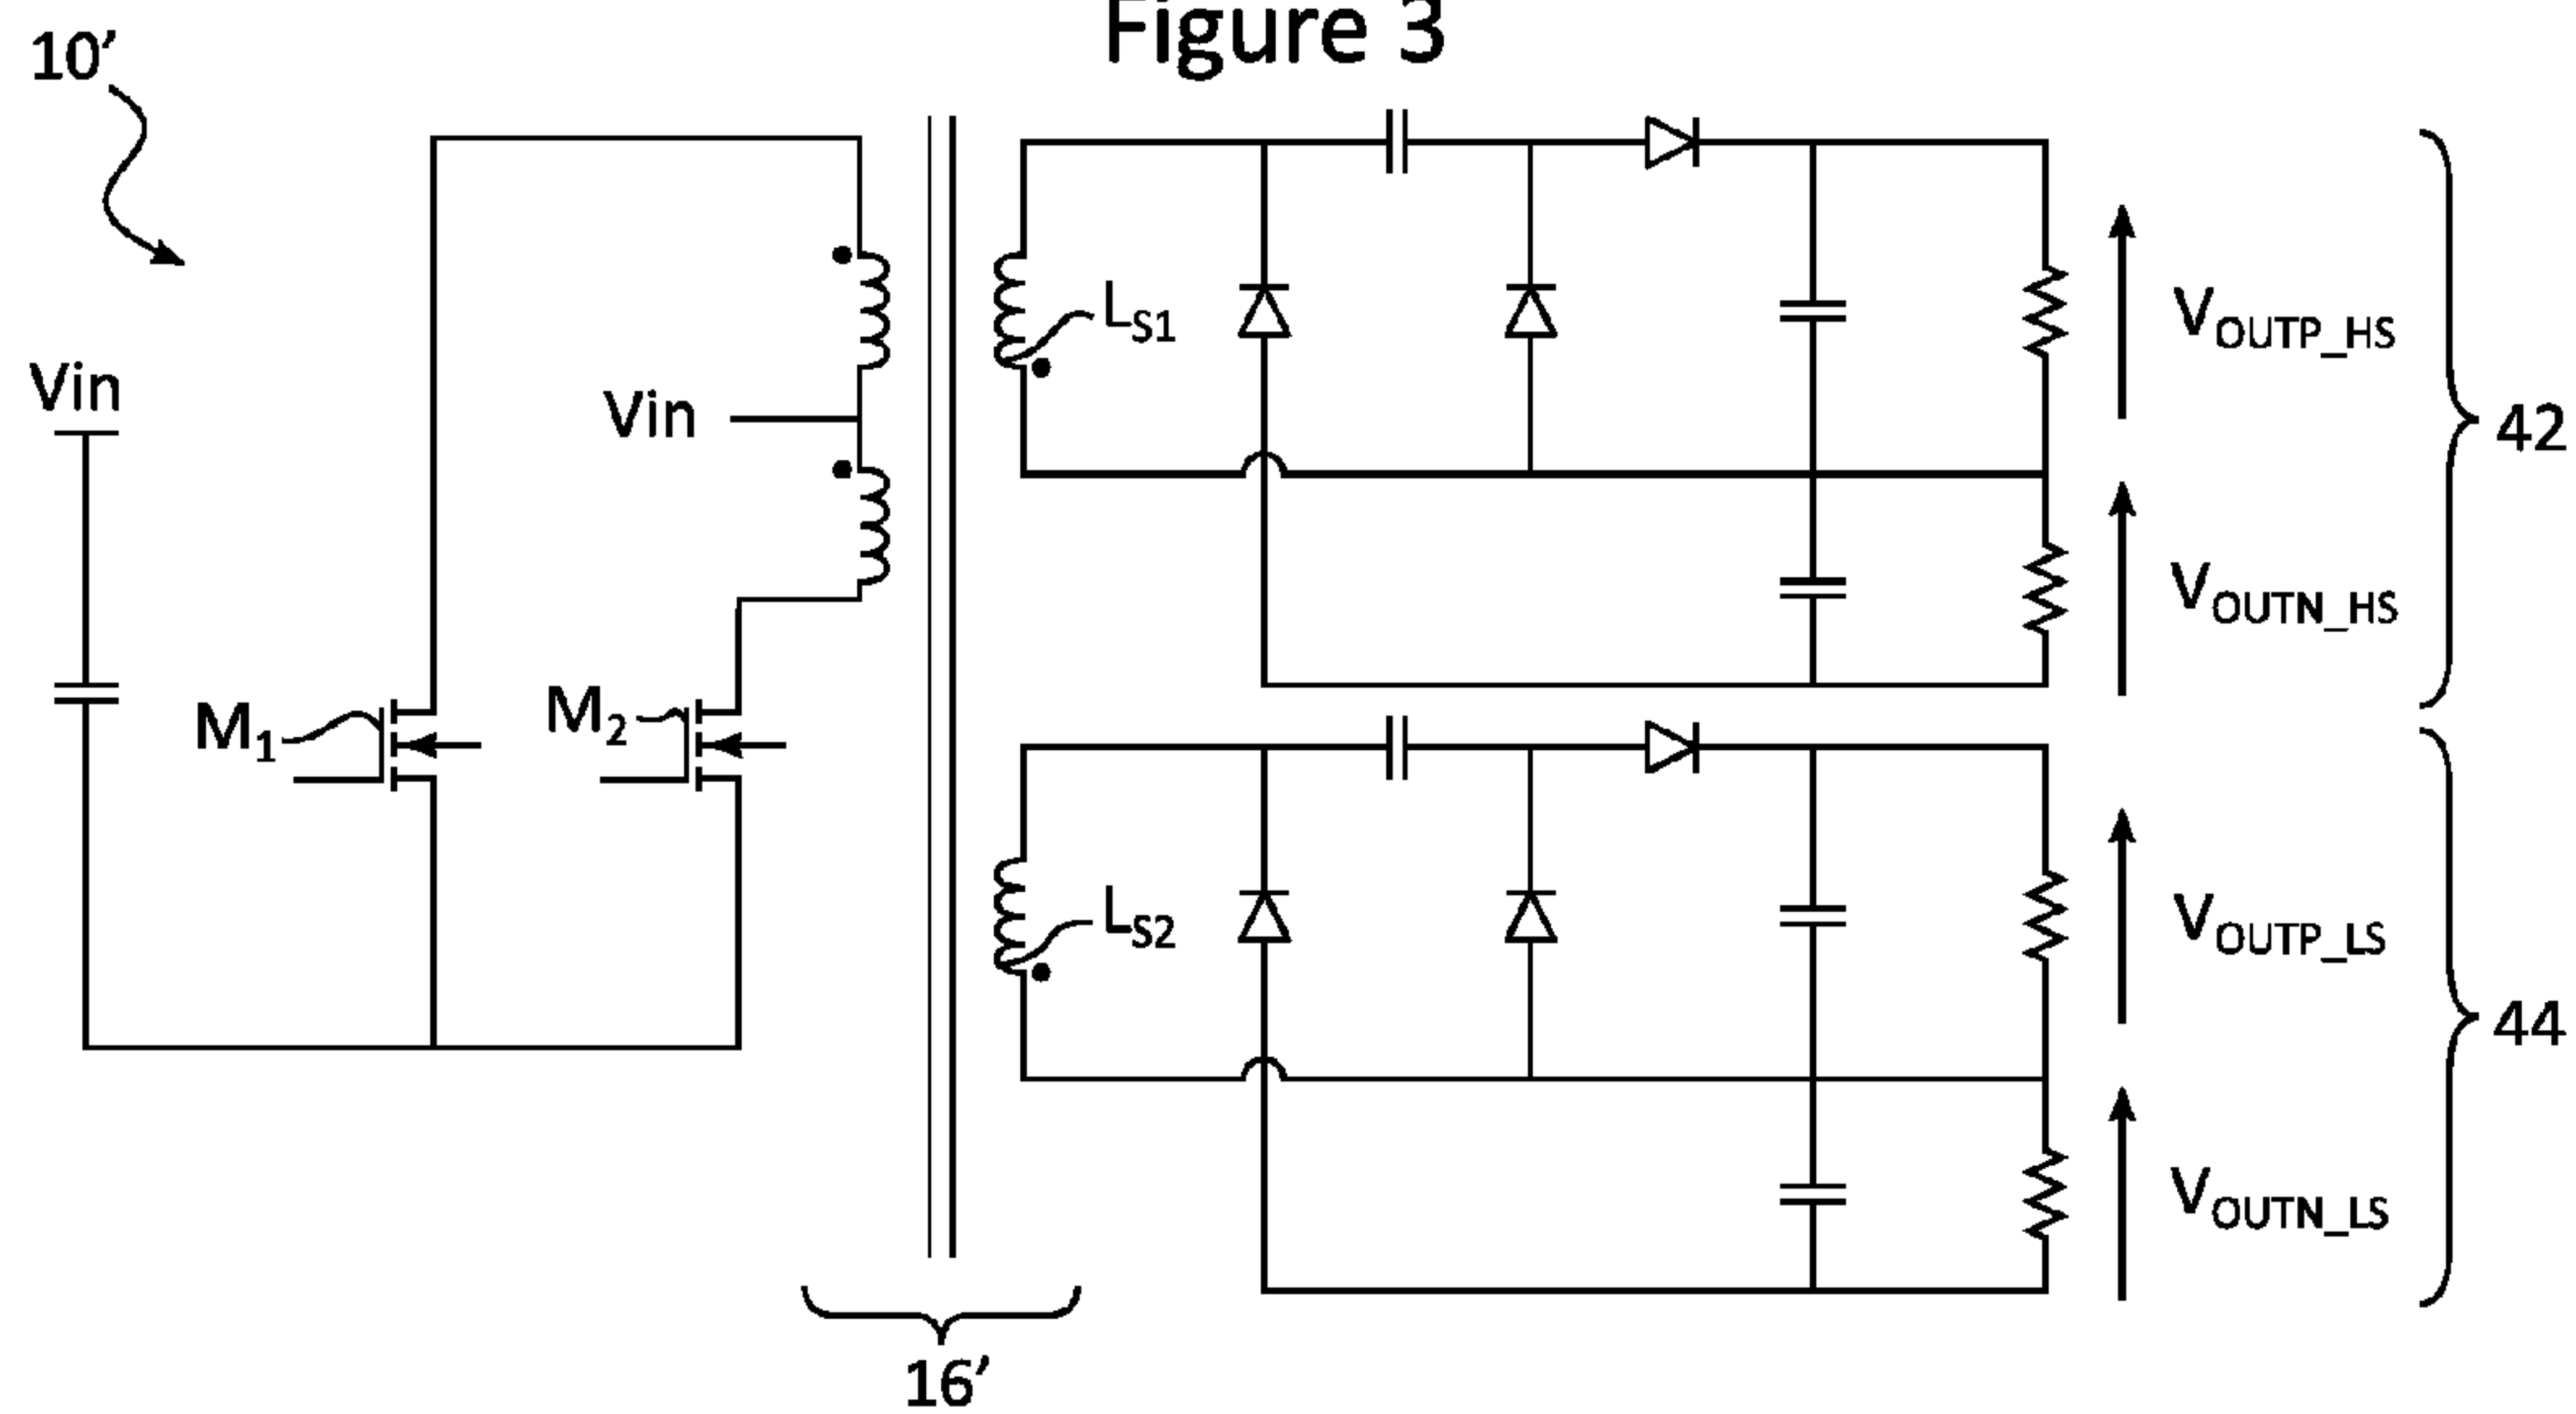 Figure 3
10’
Vin
Vin
M1
M2
LS1
LS2
VOUTP_HS
VOUTN_HS
42
VOUTP_LS
VOUTN_LS
44
16’